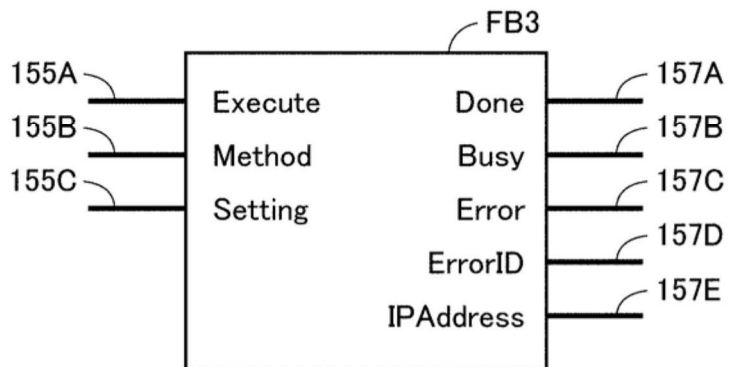 FB3
155A Execute Done 157A
155B Method Busy 157B
155C Setting Error 157C
ErrorID 157D
IPAddress 157E